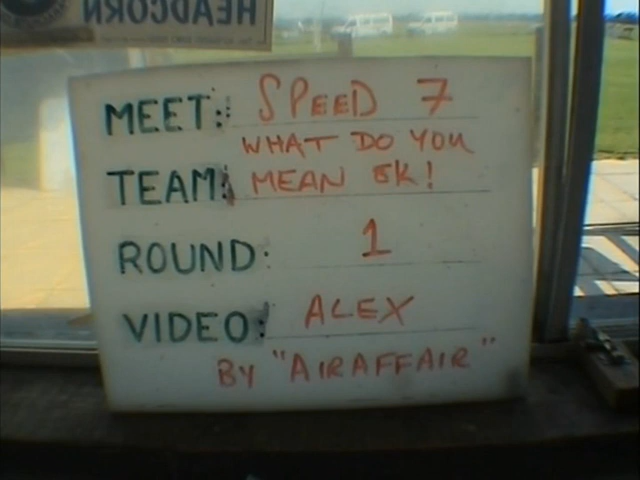 HEADCORN
MEET: SPEED 7
WHAT DO YOU
TEAM: MEAN 5K!
ROUND: 1
VIDEO: ALEX
BY "AIRAFFAIR"